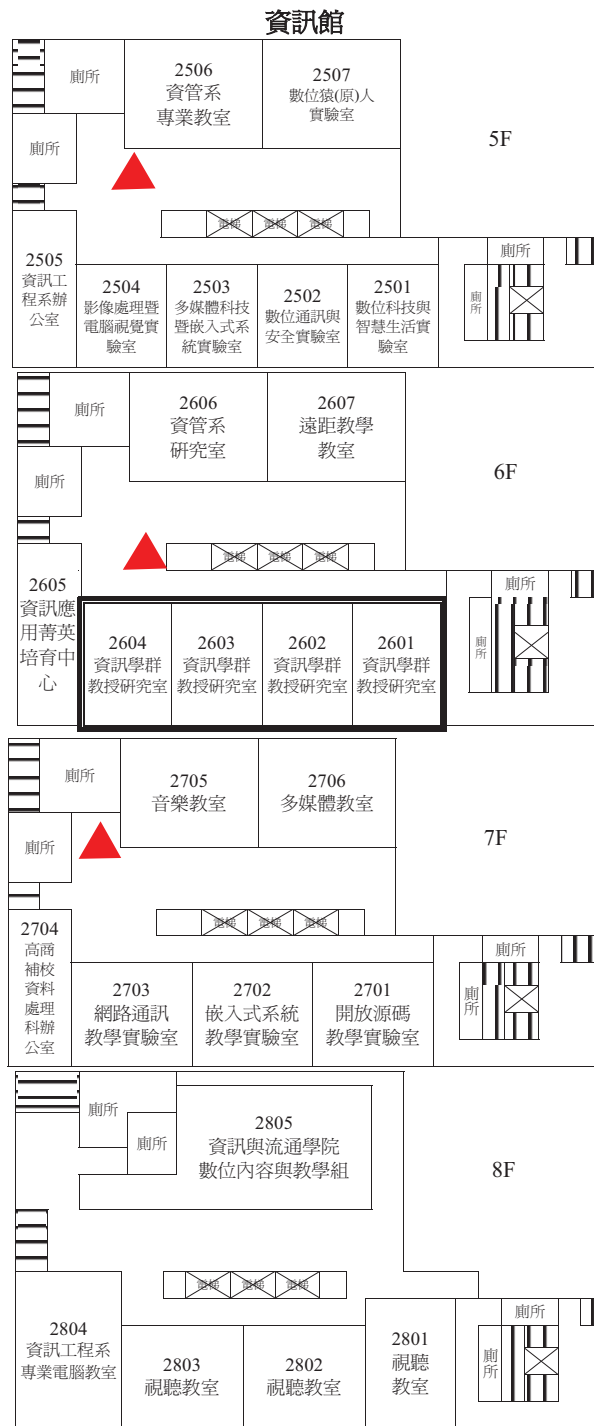 資訊館
廁所
2506
資管系
專業教室
2507
數位猿(原)人
實驗室
廁所
5F
電梯
電梯
電梯
2505
資訊工
程系辦
公室
2504
影像處理暨
電腦視覺實
驗室
2503
多媒體科技
暨嵌入式系
統實驗室
2502
數位通訊與
安全實驗室
2501
數位科技與
智慧生活實
驗室
廁所
廁所
廁所
2606
資管系
研究室
2607
遠距教學
教室
廁所
6F
電梯
電梯
電梯
2605
資訊應
用菁英
培育中
心
2604
資訊學群
教授研究室
2603
資訊學群
教授研究室
2602
資訊學群
教授研究室
2601
資訊學群
教授研究室
廁所
廁所
廁所
2705
音樂教室
2706
多媒體教室
廁所
7F
電梯
電梯
電梯
2704
高商
補校
資料
處理
科辦
公室
2703
網路通訊
教學實驗室
2702
嵌入式系統
教學實驗室
2701
開放源碼
教學實驗室
廁所
廁所
廁所
廁所
2805
資訊與流通學院
數位內容與教學組
8F
電梯
電梯
電梯
2804
資訊工程系
專業電腦教室
2803
視聽教室
2802
視聽教室
2801
視聽
教室
廁所
廁所